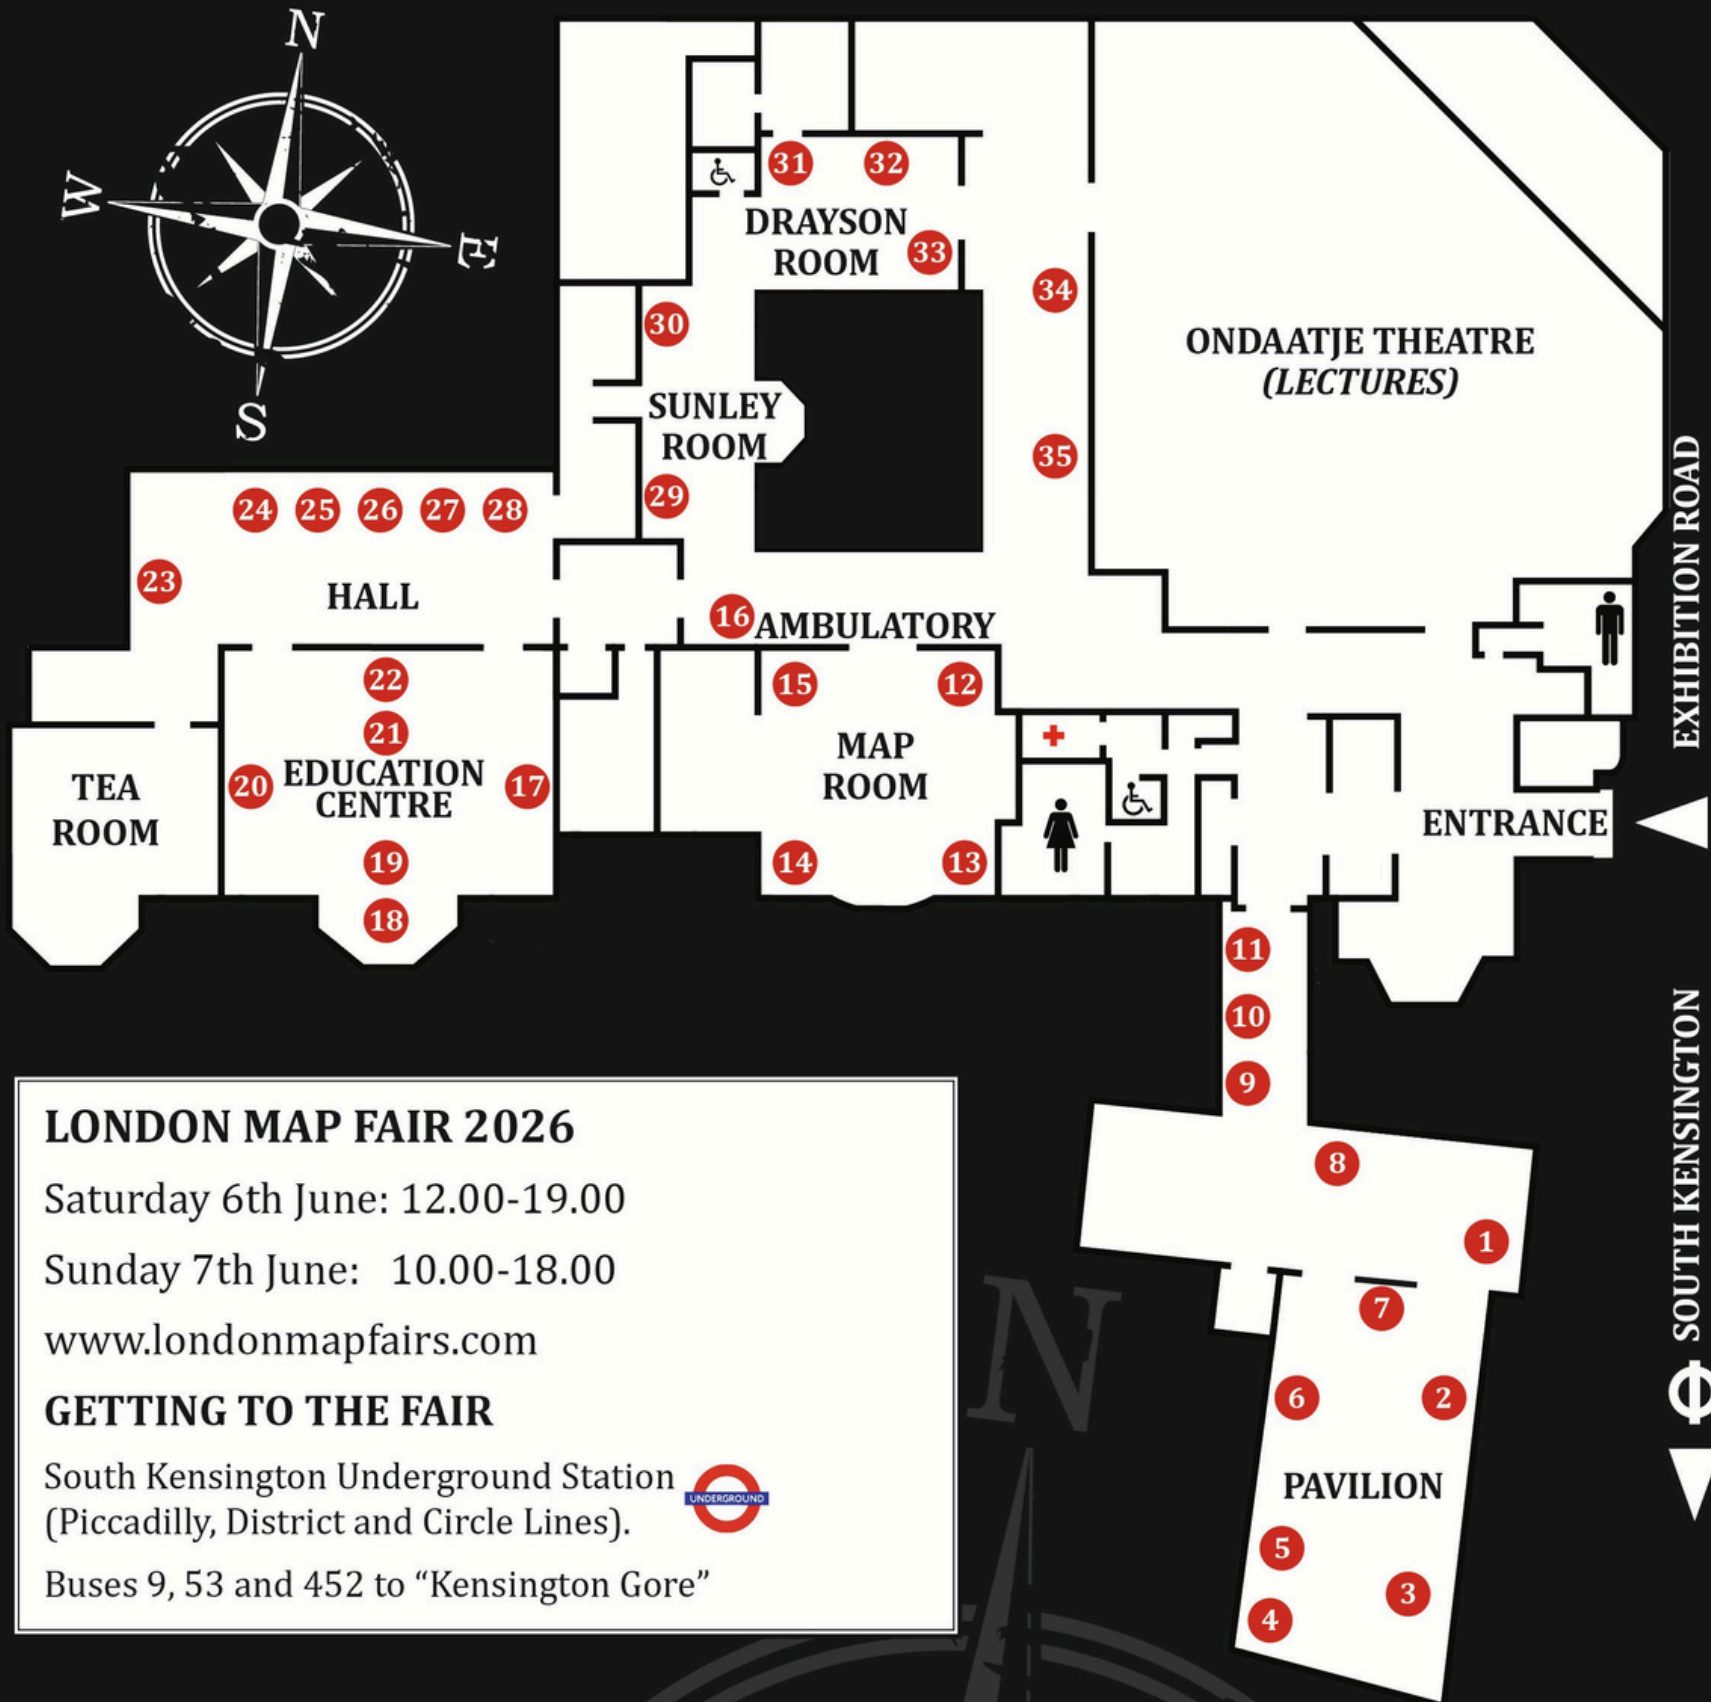 N
W
E
S
31
32
DRAYSON
ROOM
33
34
30
ONDAATJE THEATRE
(LECTURES)
SUNLEY
ROOM
35
29
24
25
26
27
28
23
HALL
16
AMBULATORY
22
15
12
21
MAP
ROOM
20
EDUCATION
CENTRE
17
TEA
ROOM
19
14
13
18
ENTRANCE
EXHIBITION ROAD
11
10
9
8
1
7
6
2
PAVILION
5
3
4
SOUTH KENSINGTON
LONDON MAP FAIR 2026
Saturday 6th June: 12.00-19.00
Sunday 7th June: 10.00-18.00
www.londonmapfairs.com
GETTING TO THE FAIR
South Kensington Underground Station
(Piccadilly, District and Circle Lines).
UNDERGROUND
Buses 9, 53 and 452 to “Kensington Gore”
N